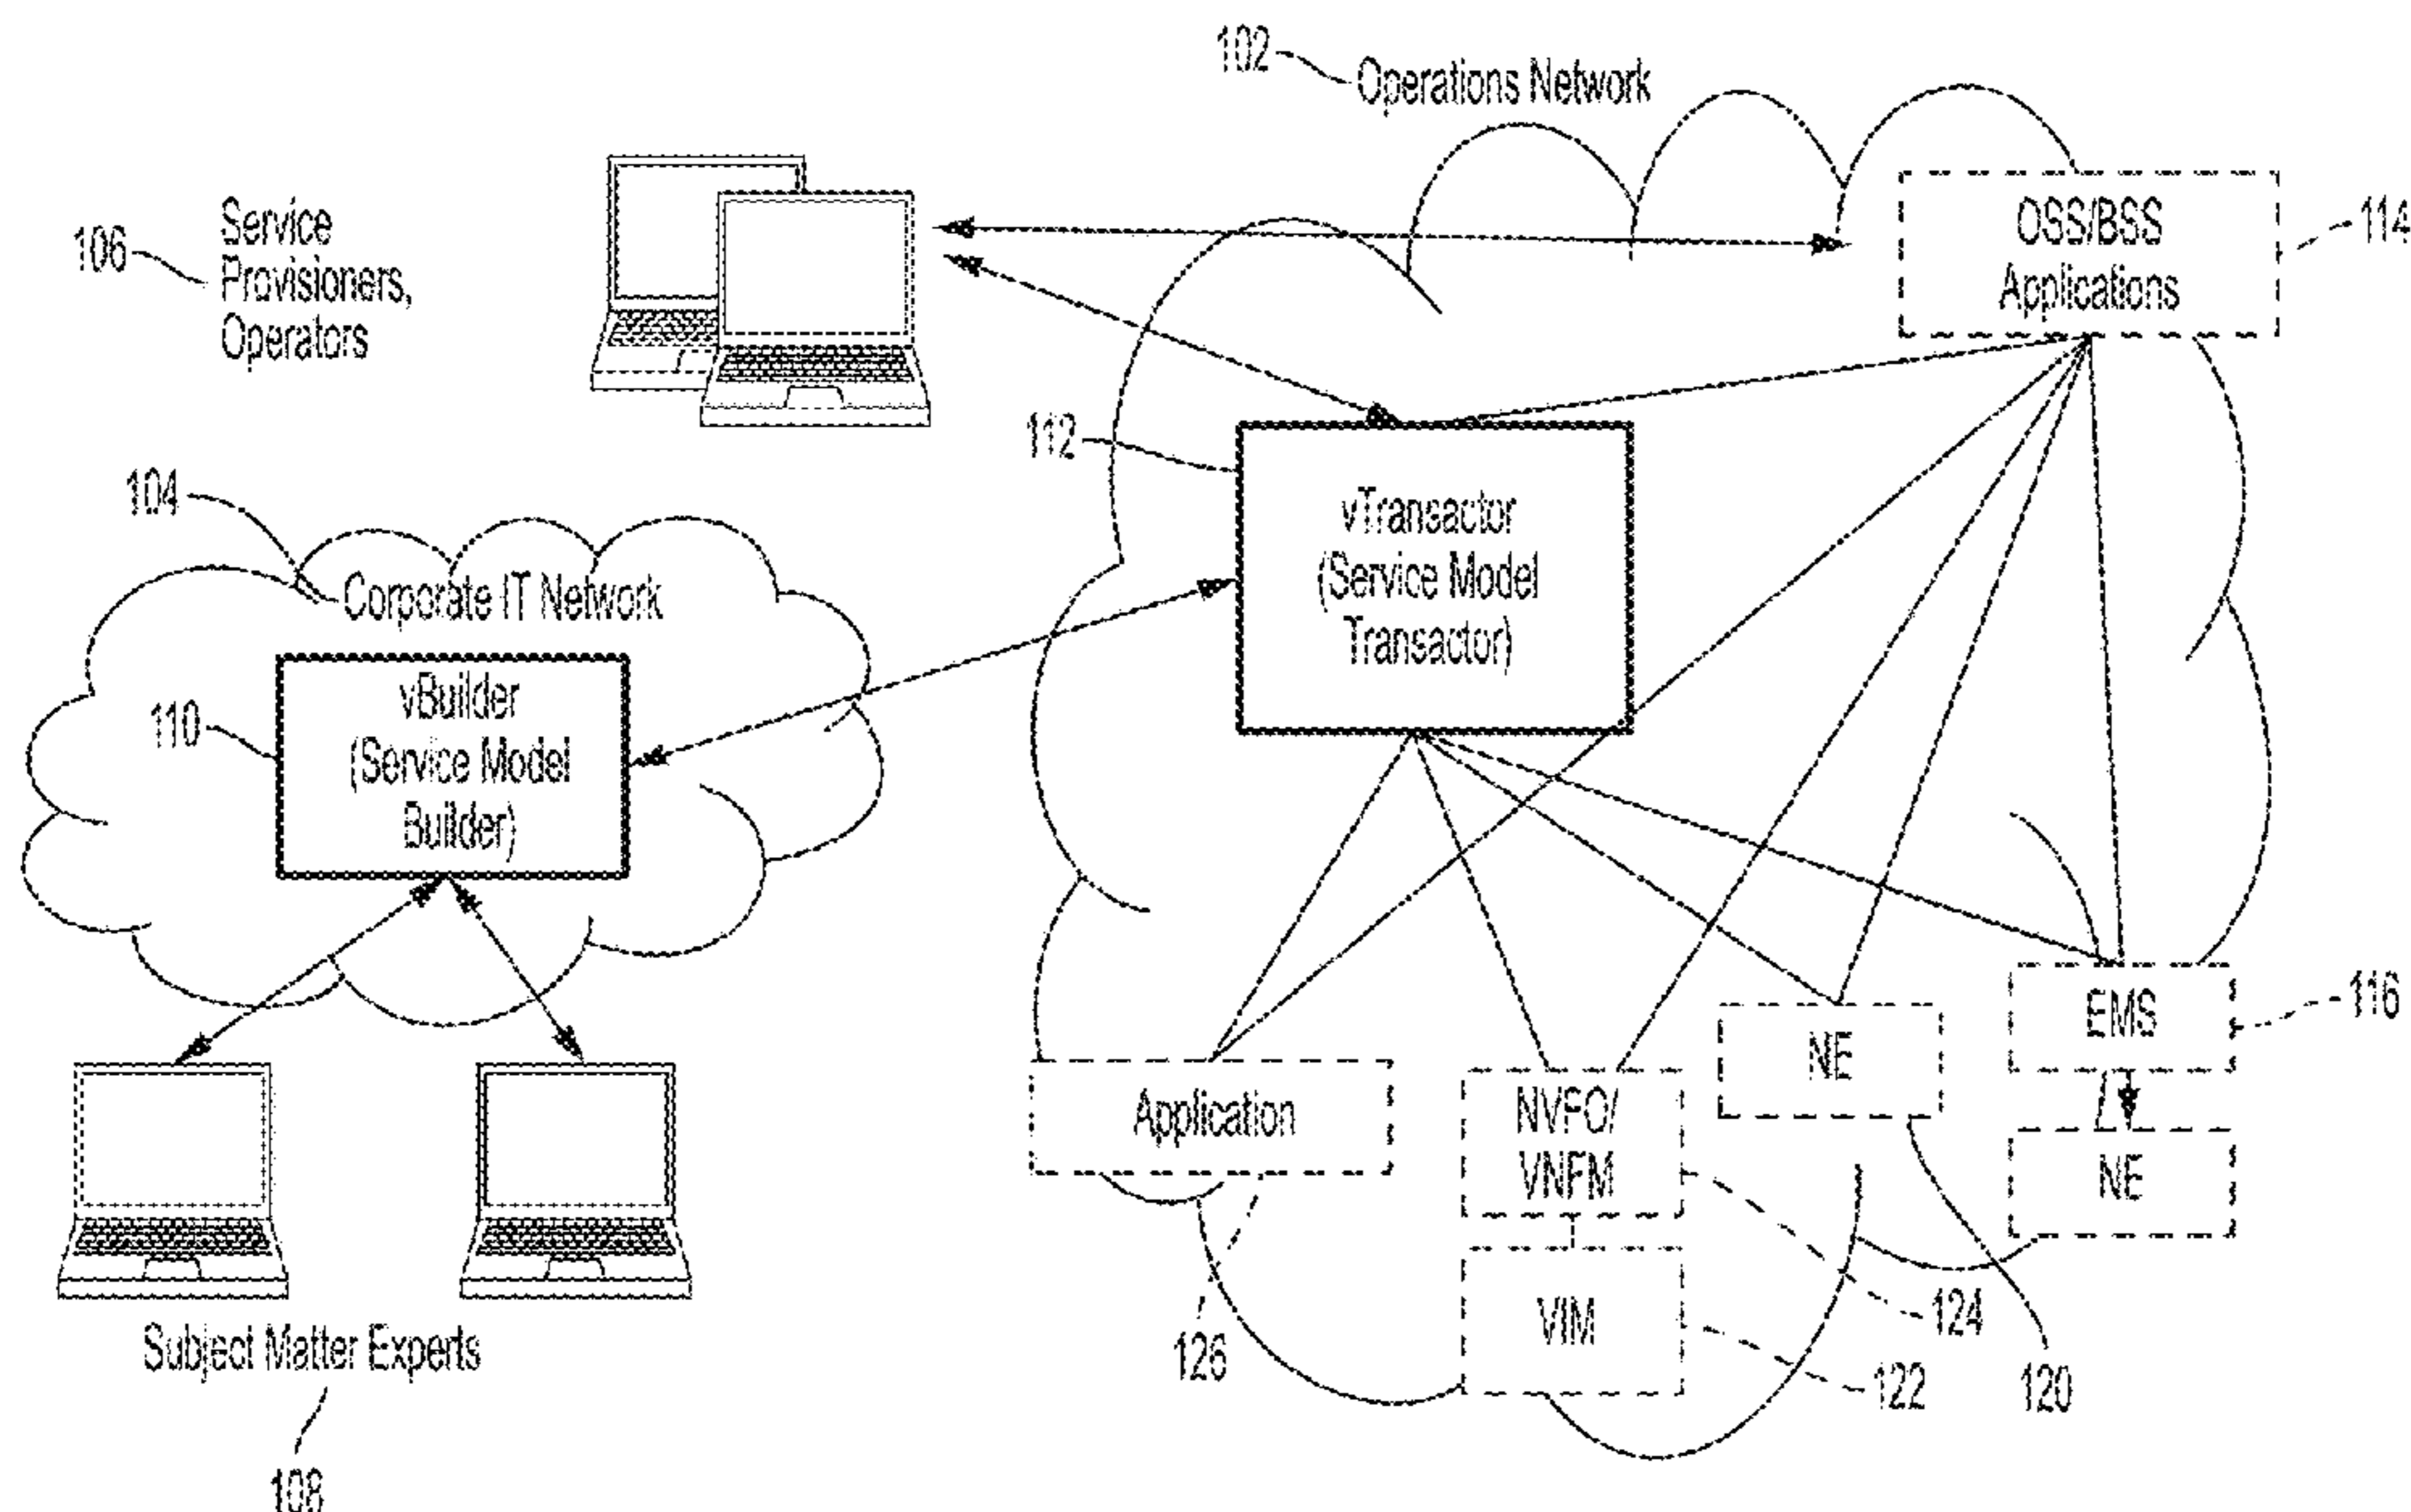 102
Operations Network
OSS/BSS
Applications
114
106
Service
Provisioners,
Operators
112
vTransactor
(Service Model
Transactor)
104
Corporate IT Network
110
vBuilder
(Service Model
Builder)
EMS
116
NE
NE
Application
NVFO/
VNFM
VIM
126
124
122
120
Subject Matter Experts
108